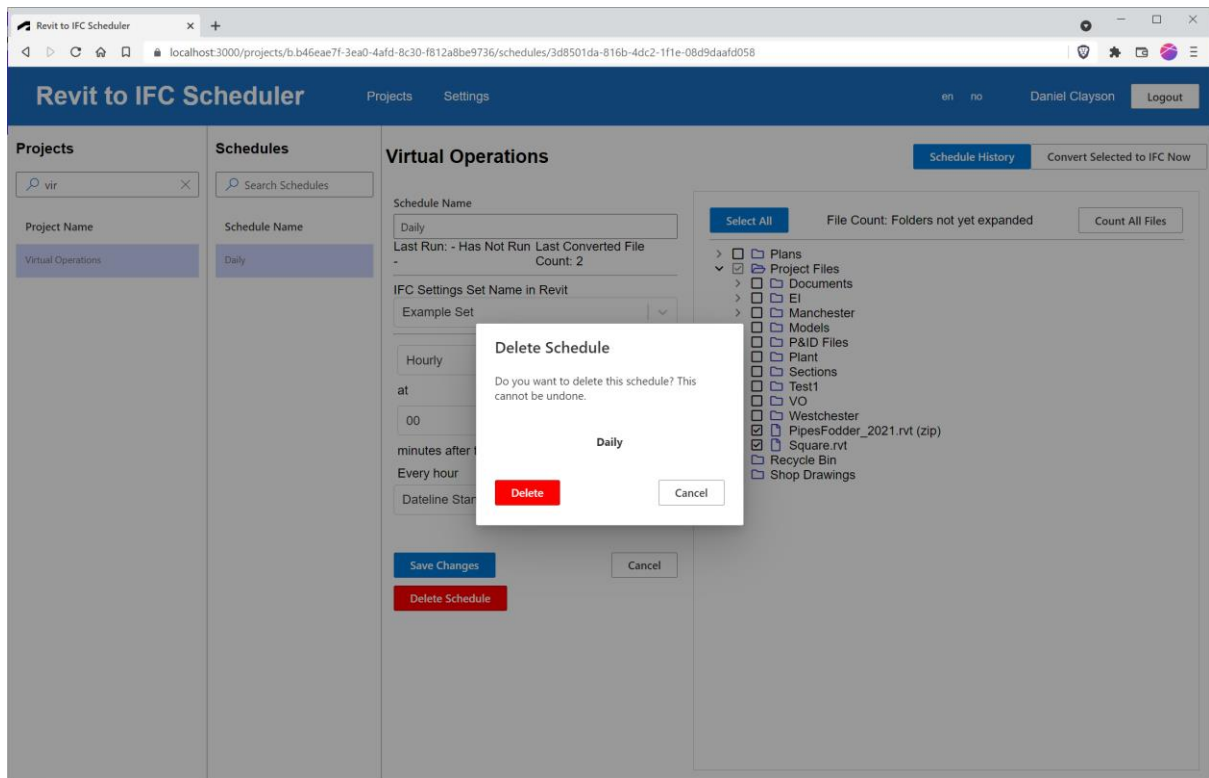 Revit to IFC Scheduler
localhost:3000/projects/b.b46eae7f-3ea0-4afd-8c30-f812a8be9736/schedules/3d8501da-816b-4dc2-1f1e-08d9daafd058
Revit to IFC Scheduler Projects Settings en no Daniel Clayson Logout
Projects
vir
Project Name
Virtual Operations
Schedules
Search Schedules
Schedule Name
Daily
Virtual Operations
Schedule History
Convert Selected to IFC Now
Schedule Name
Daily
Last Run: - Has Not Run Last Converted File
- Count: 2
IFC Settings Set Name in Revit
Example Set
Hourly
at
00
minutes after
Every hour
Dateline
Save Changes
Cancel
Delete Schedule
Delete Schedule
Do you want to delete this schedule? This
cannot be undone.
Daily
Delete
Cancel
Select All
File Count: Folders not yet expanded
Count All Files
Plans
Project Files
Documents
EI
Manchester
Models
P&ID Files
Plant
Sections
Test1
VO
Westchester
PipesFodder_2021.rvt (zip)
Square.rvt
Recycle Bin
Shop Drawings